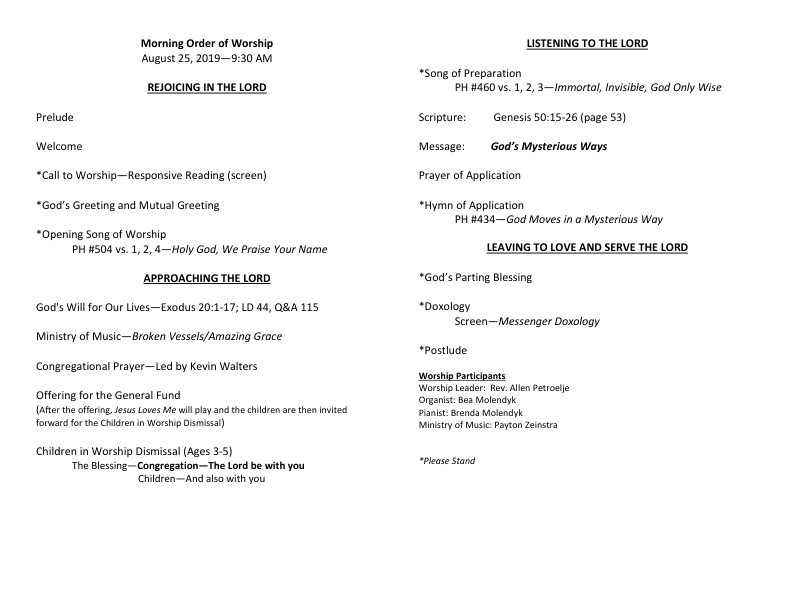 Morning Order of Worship
August 25, 2019—9:30 AM
REJOICING IN THE LORD
Prelude
Welcome
*Call to Worship—Responsive Reading (screen)
*God's Greeting and Mutual Greeting
*Opening Song of Worship
PH #504 vs. 1, 2, 4—Holy God, We Praise Your Name
APPROACHING THE LORD
God's Will for Our Lives—Exodus 20:1-17; LD 44, Q&A 115
Ministry of Music—Broken Vessels/Amazing Grace
Congregational Prayer—Led by Kevin Walters
Offering for the General Fund
(After the offering, Jesus Loves Me will play and the children are then invited
forward for the Children in Worship Dismissal)
Children in Worship Dismissal (Ages 3-5)
The Blessing—Congregation—The Lord be with you
Children—And also with you
LISTENING TO THE LORD
*Song of Preparation
PH #460 vs. 1, 2, 3—Immortal, Invisible, God Only Wise
Scripture: Genesis 50:15-26 (page 53)
Message: God's Mysterious Ways
Prayer of Application
*Hymn of Application
PH #434—God Moves in a Mysterious Way
LEAVING TO LOVE AND SERVE THE LORD
*God's Parting Blessing
*Doxology
Screen—Messenger Doxology
*Postlude
Worship Participants
Worship Leader: Rev. Allen Petroelje
Organist: Bea Molendyk
Pianist: Brenda Molendyk
Ministry of Music: Payton Zeinstra
*Please Stand